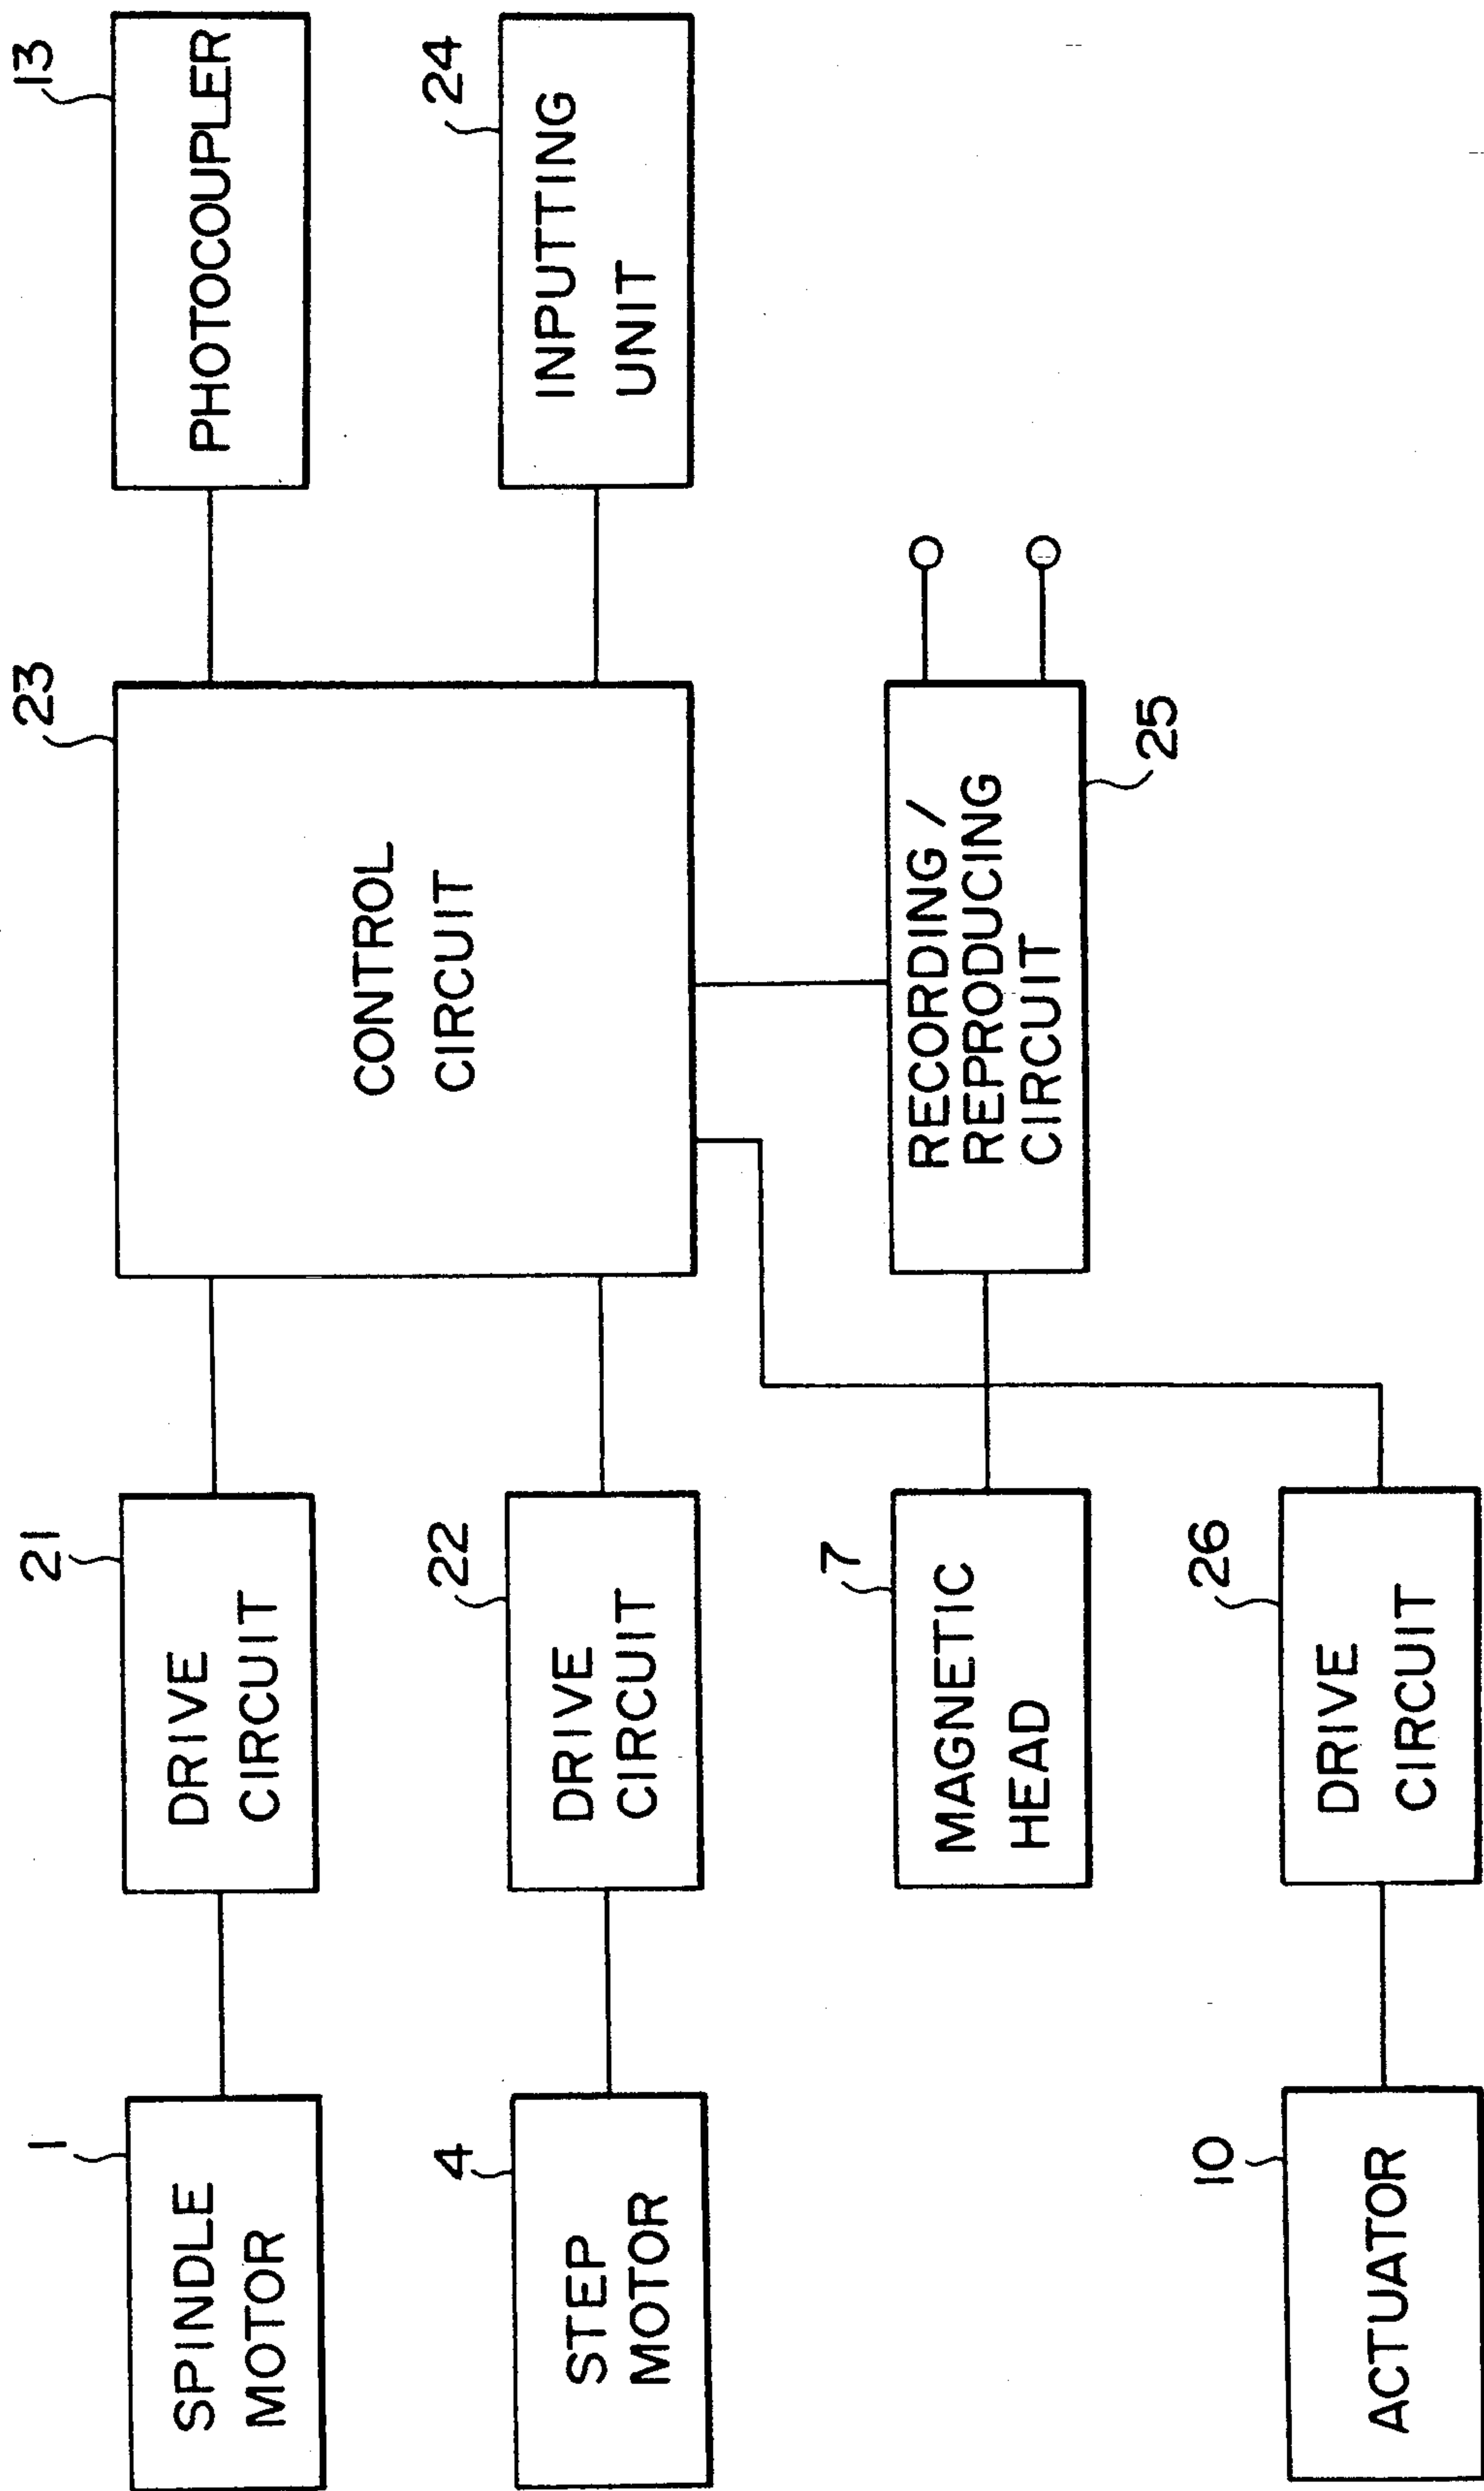 1
SPINDLE
MOTOR
21
DRIVE
CIRCUIT
23
CONTROL
CIRCUIT
13
PHOTOCOUPLER
4
STEP
MOTOR
22
DRIVE
CIRCUIT
24
INPUTTING
UNIT
7
MAGNETIC
HEAD
RECORDING /
REPRODUCING
CIRCUIT
25
10
ACTUATOR
26
DRIVE
CIRCUIT